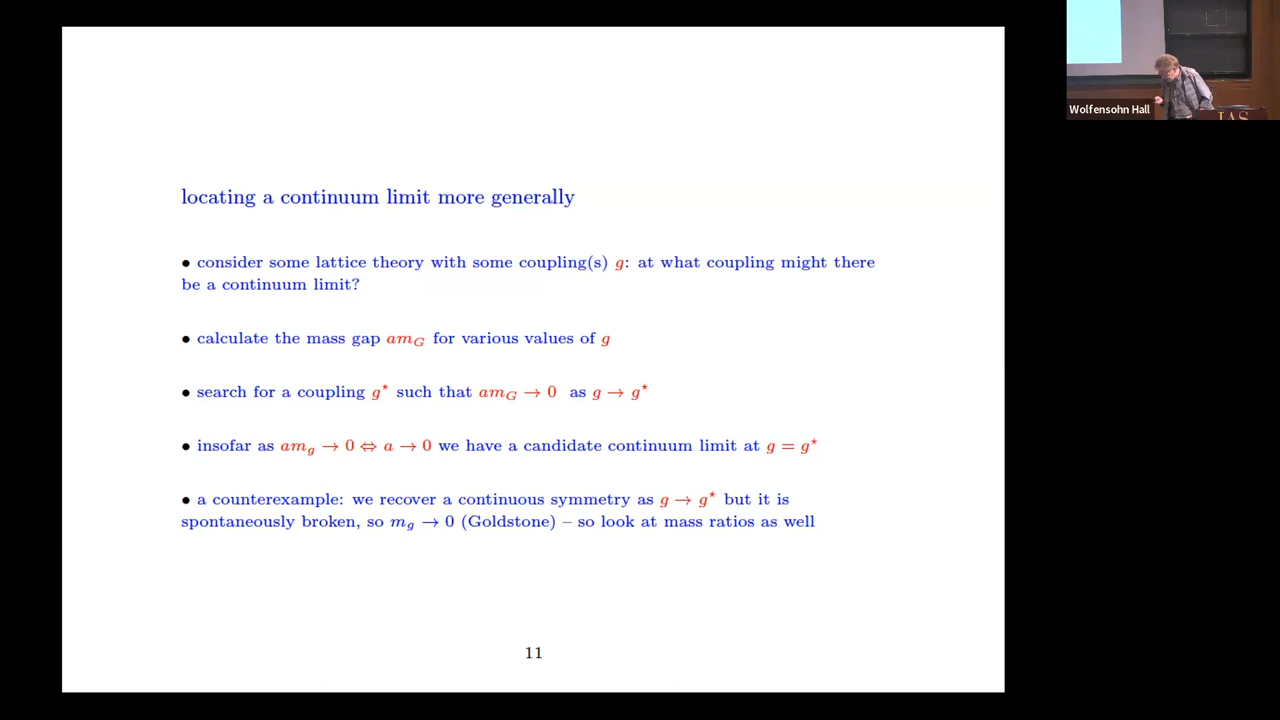 locating a continuum limit more generally
• consider some lattice theory with some coupling(s) g: at what coupling might there
be a continuum limit?
• calculate the mass gap am_G for various values of g
• search for a coupling g* such that am_G → 0 as g → g*
• insofar as am_g → 0 ⇔ a → 0 we have a candidate continuum limit at g = g*
• a counterexample: we recover a continuous symmetry as g → g* but it is
spontaneously broken, so m_g → 0 (Goldstone) – so look at mass ratios as well
11
Wolfensohn Hall
IAS